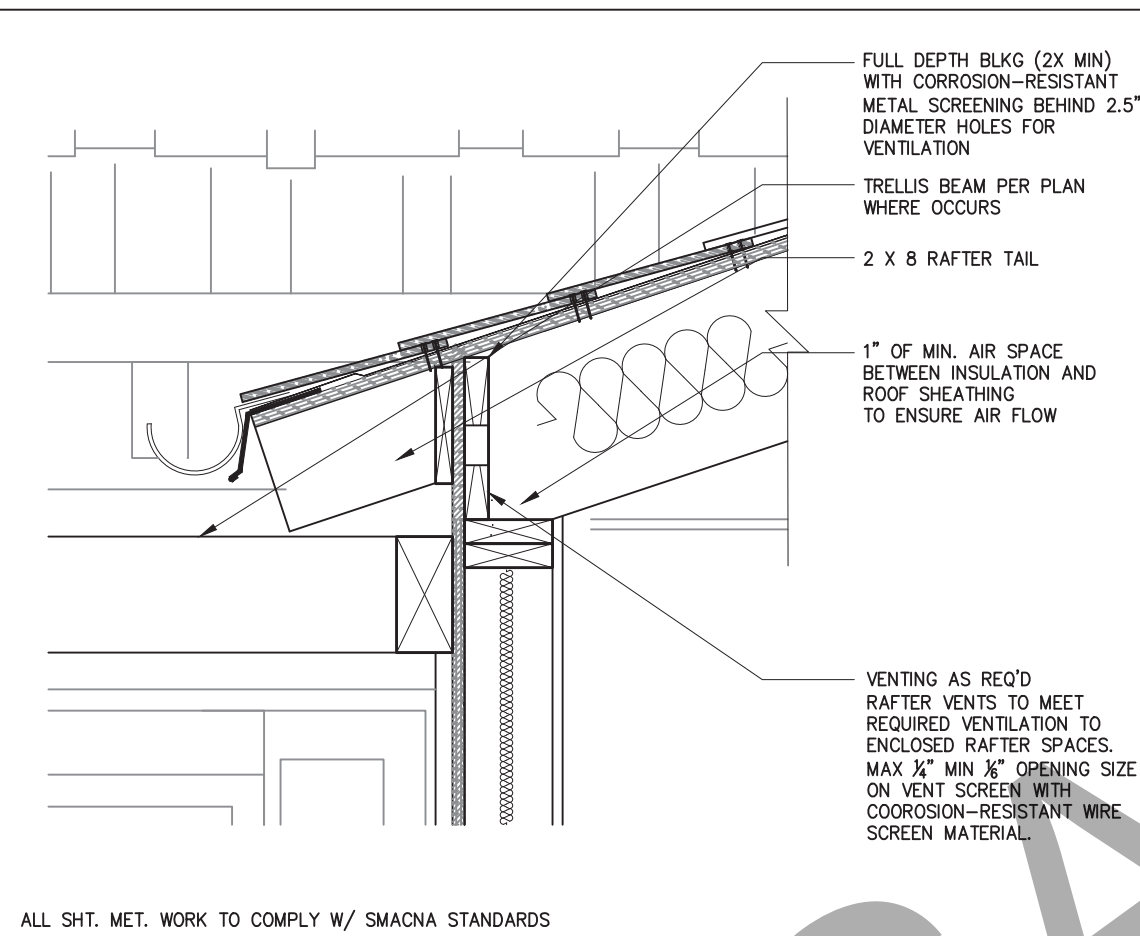 FULL DEPTH BLKG (2X MIN)
WITH CORROSION-RESISTANT
METAL SCREENING BEHIND 2.5"
DIAMETER HOLES FOR
VENTILATION
TRELLIS BEAM PER PLAN
WHERE OCCURS
2 X 8 RAFTER TAIL
1" OF MIN. AIR SPACE
BETWEEN INSULATION AND
ROOF SHEATHING
TO ENSURE AIR FLOW
VENTING AS REQ'D
RAFTER VENTS TO MEET
REQUIRED VENTILATION TO
ENCLOSED RAFTER SPACES.
MAX ¼" MIN ⅙" OPENING SIZE
ON VENT SCREEN WITH
COOROSION-RESISTANT WIRE
SCREEN MATERIAL.
ALL SHT. MET. WORK TO COMPLY W/ SMACNA STANDARDS